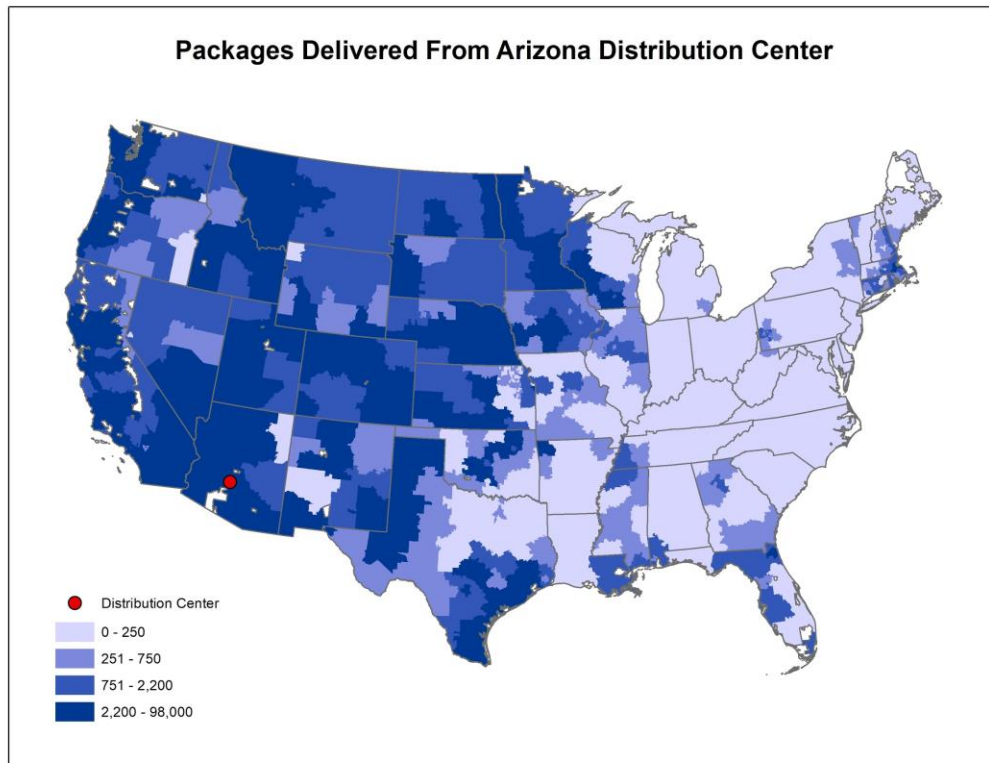 Packages Delivered From Arizona Distribution Center
Distribution Center
0 - 250
251 - 750
751 - 2,200
2,200 - 98,000